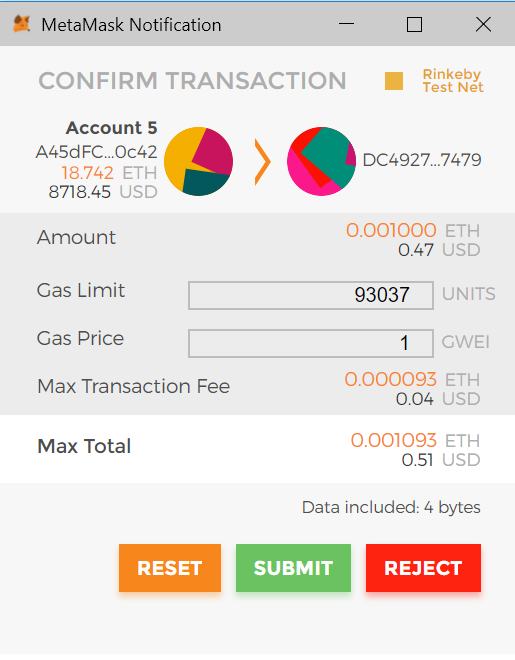 MetaMask Notification
CONFIRM TRANSACTION
Rinkeby
Test Net
Account 5
A45dFC...0c42
18.742 ETH
8718.45 USD
DC4927...7479
Amount
0.001000 ETH
0.47 USD
Gas Limit
93037 UNITS
Gas Price
1 GWEI
Max Transaction Fee
0.000093 ETH
0.04 USD
Max Total
0.001093 ETH
0.51 USD
Data included: 4 bytes
RESET SUBMIT REJECT